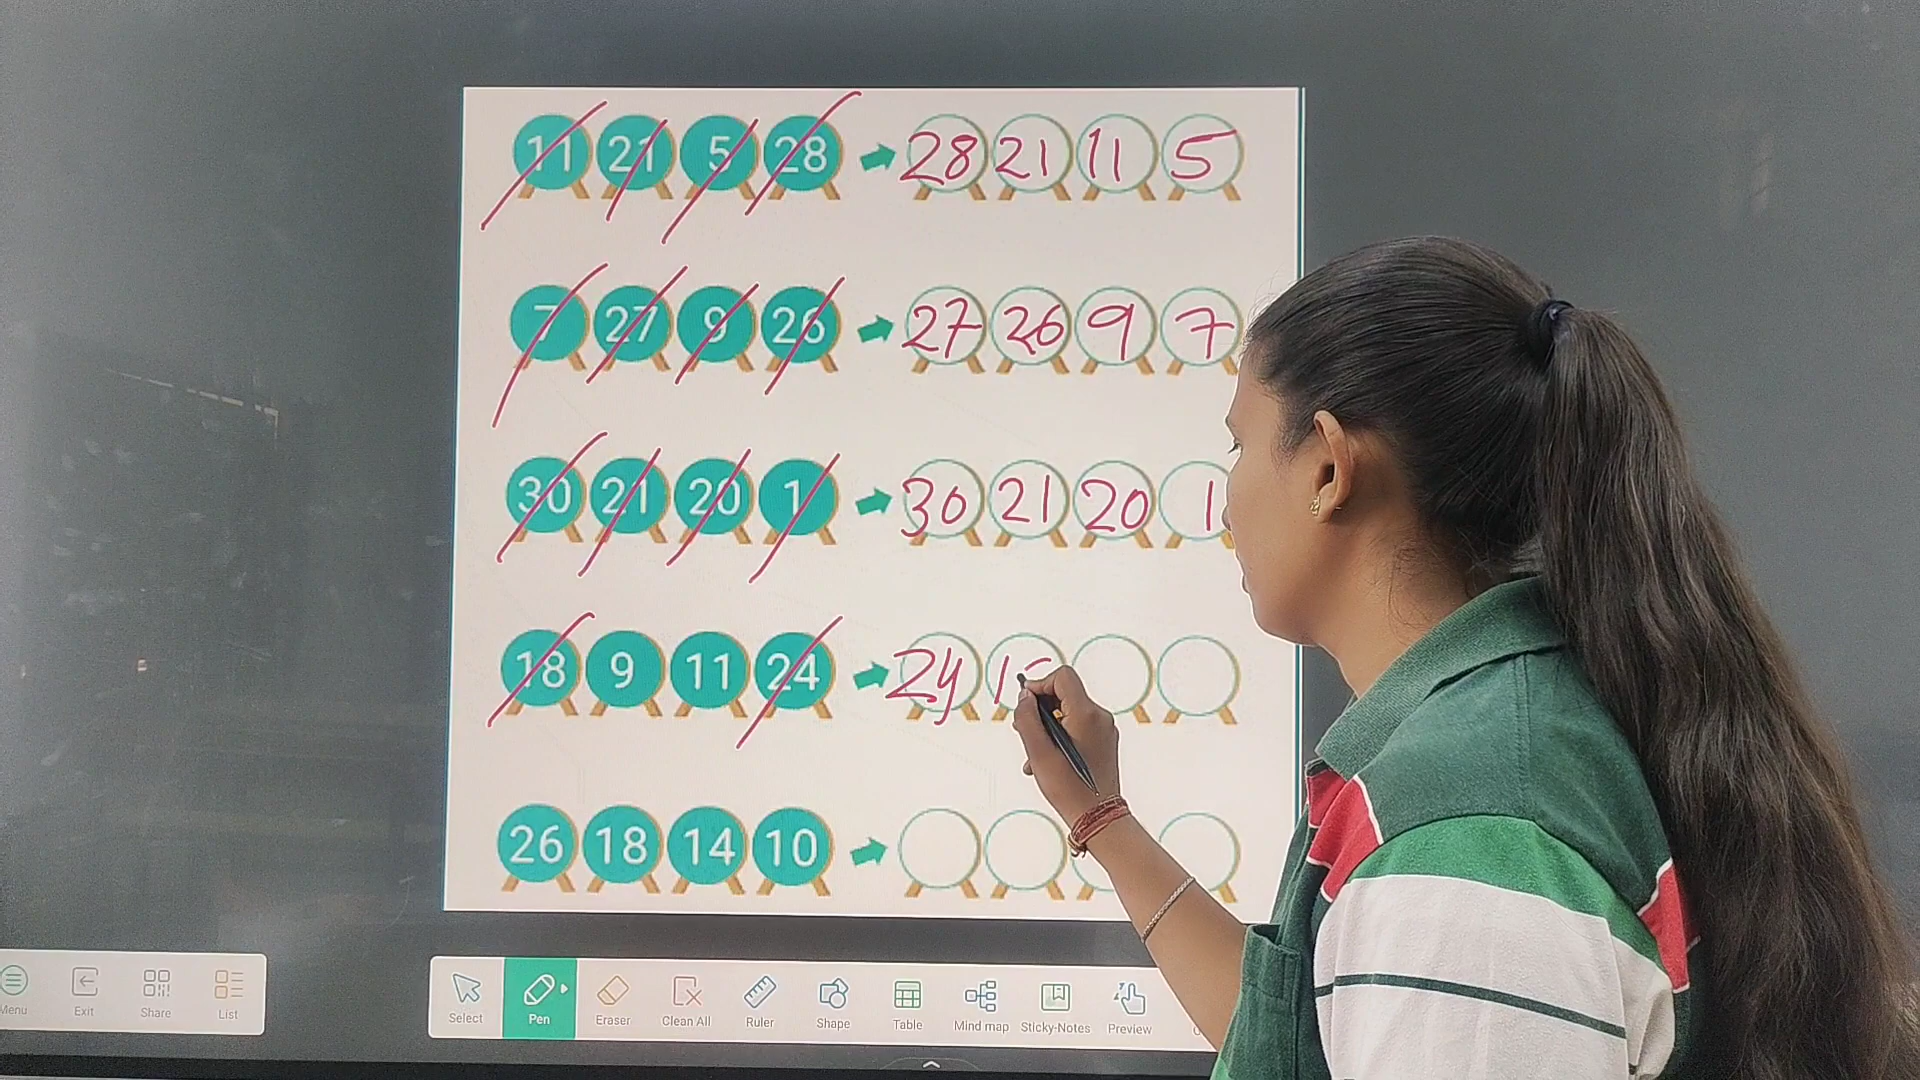 11 21 5 28 28 21 11 5
7 27 9 26 27 26 9 7
30 21 20 1 30 21 20 1
18 9 11 24 24
26 18 14 10
Menu Exit Share List Select Pen Eraser Clean All Ruler Shape Table Mind map Sticky-Notes Preview